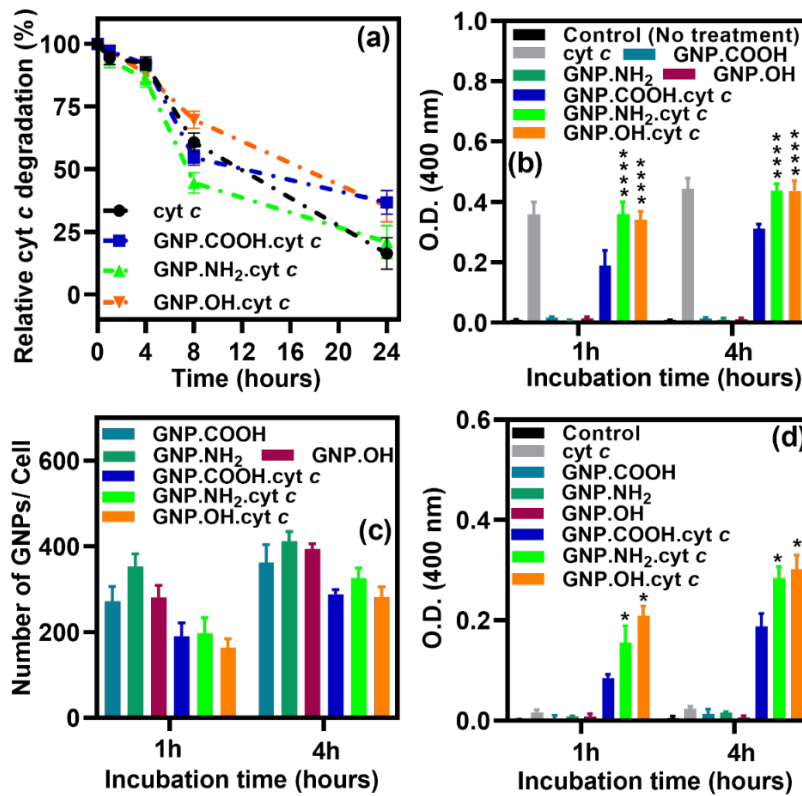 (a)
Relative cyt c degradation (%)
100
75
50
25
0
cyt c
GNP.COOH.cyt c
GNP.NH₂.cyt c
GNP.OH.cyt c
0 4 8 12 16 20 24
Time (hours)
Control (No treatment)
cyt c GNP.COOH
GNP.NH₂ GNP.OH
GNP.COOH.cyt c
GNP.NH₂.cyt c
GNP.OH.cyt c
(b)
O.D. (400 nm)
1.0
0.8
0.6
0.4
0.2
0.0
**** ****
**** ****
1h 4h
Incubation time (hours)
GNP.COOH
GNP.NH₂ GNP.OH
GNP.COOH.cyt c
GNP.NH₂.cyt c
GNP.OH.cyt c
(c)
Number of GNPs/ Cell
600
400
200
0
1h 4h
Incubation time (hours)
Control
cyt c
GNP.COOH
GNP.NH₂
GNP.OH
GNP.COOH.cyt c
GNP.NH₂.cyt c
GNP.OH.cyt c
(d)
O.D. (400 nm)
0.6
0.4
0.2
0.0
* *
* *
1h 4h
Incubation time (hours)